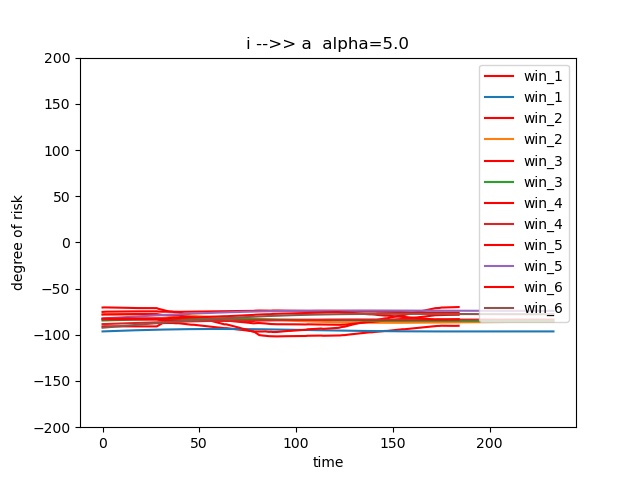 i -->> a  alpha=5.0
200
150
100
50
0
−50
−100
−150
−200
degree of risk
0
50
100
150
200
time
win_1
win_1
win_2
win_2
win_3
win_3
win_4
win_4
win_5
win_5
win_6
win_6